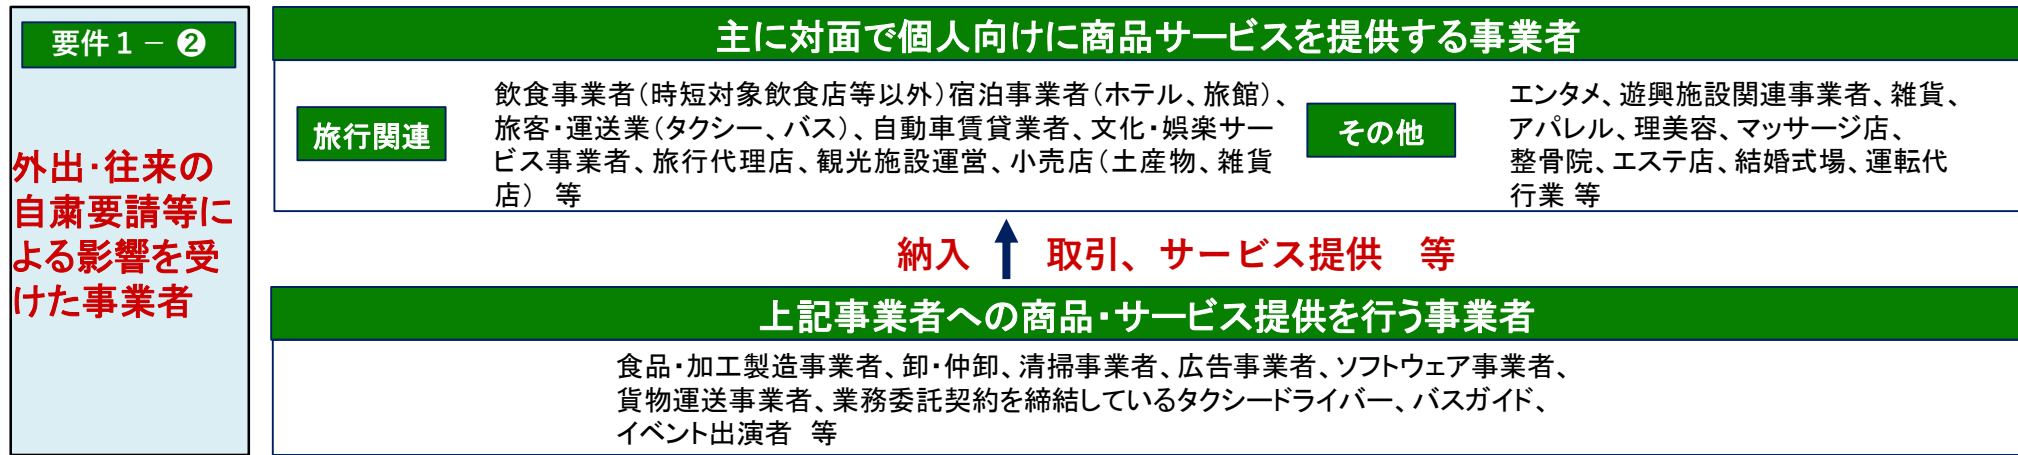 要件１－❷
外出・往来の
自粛要請等に
よる影響を受
けた事業者
主に対面で個人向けに商品サービスを提供する事業者
旅行関連
飲食事業者（時短対象飲食店等以外）宿泊事業者（ホテル、旅館）、
旅客・運送業（タクシー、バス）、自動車賃貸業者、文化・娯楽サー
ビス事業者、旅行代理店、観光施設運営、小売店（土産物、雑貨
店）　等
その他
エンタメ、遊興施設関連事業者、雑貨、
アパレル、理美容、マッサージ店、
整骨院、エステ店、結婚式場、運転代
行業 等
納入　取引、サービス提供　等
上記事業者への商品・サービス提供を行う事業者
食品・加工製造事業者、卸・仲卸、清掃事業者、広告事業者、ソフトウェア事業者、
貨物運送事業者、業務委託契約を締結しているタクシードライバー、バスガイド、
イベント出演者　等